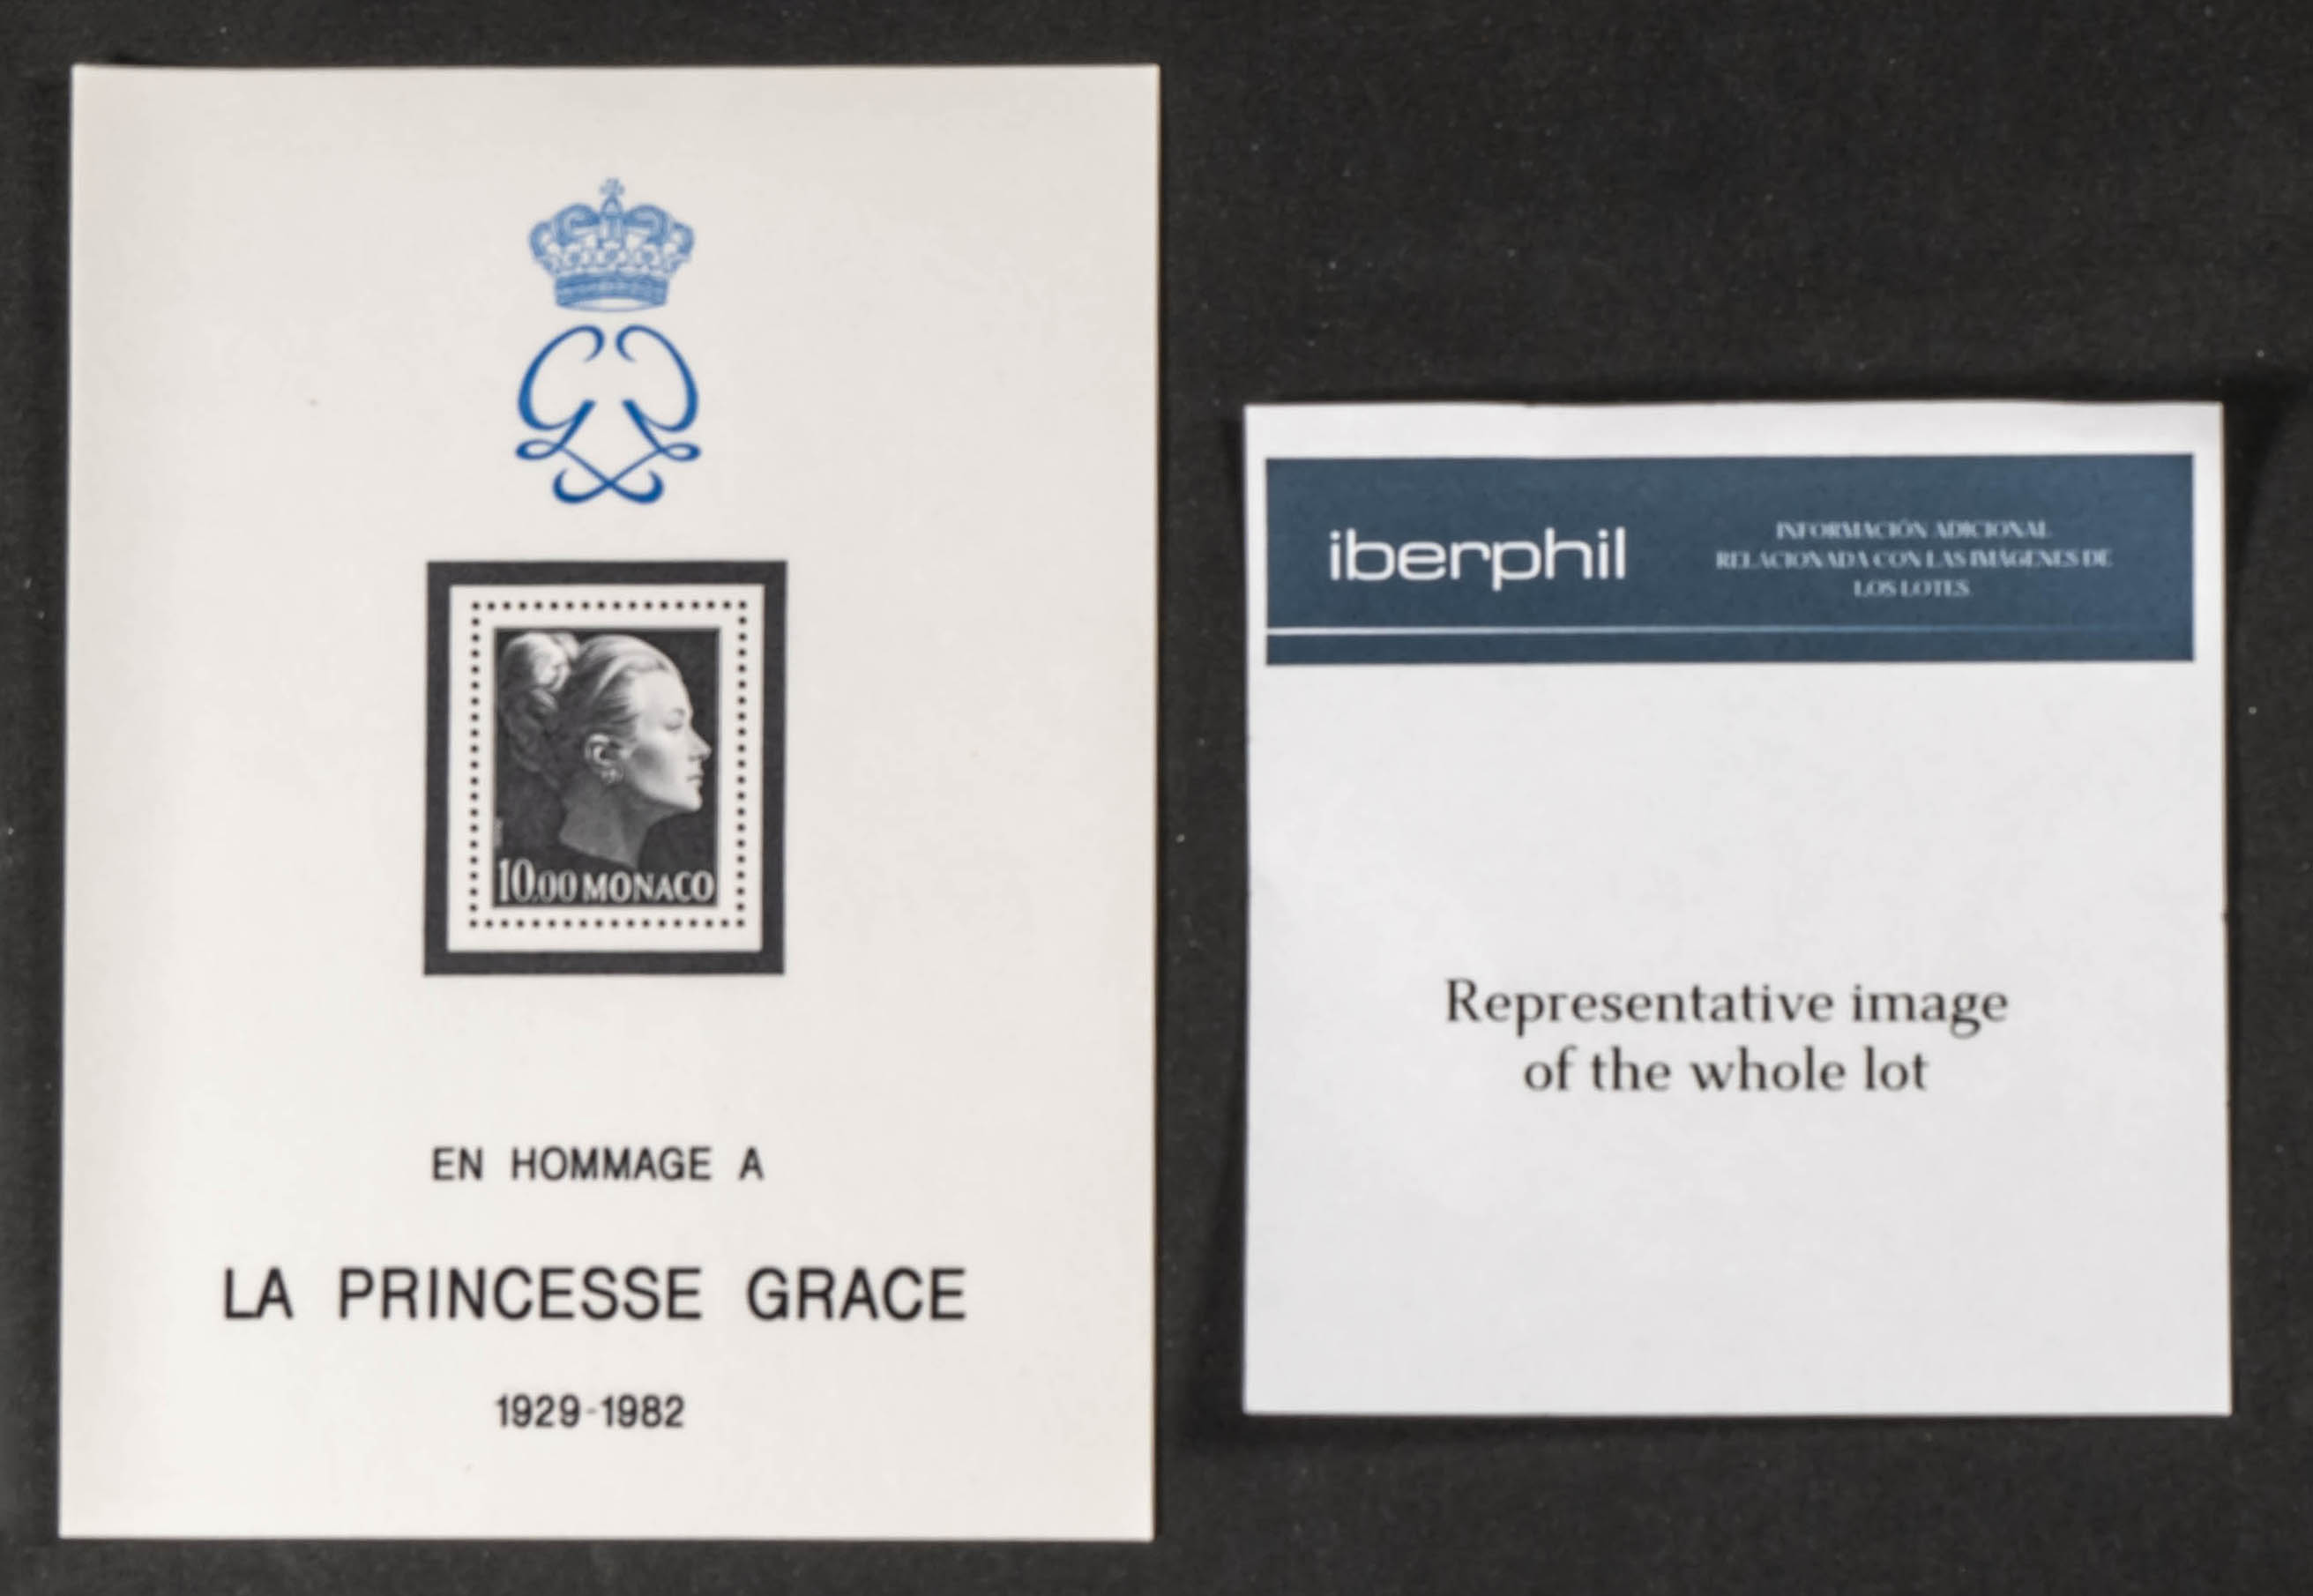 10.00 MONACO
EN HOMMAGE A
LA PRINCESSE GRACE
1929-1982
iberphil
INFORMACIÓN ADICIONAL
RELACIONADA CON LAS IMÁGENES DE
LOS LOTES
Representative image
of the whole lot